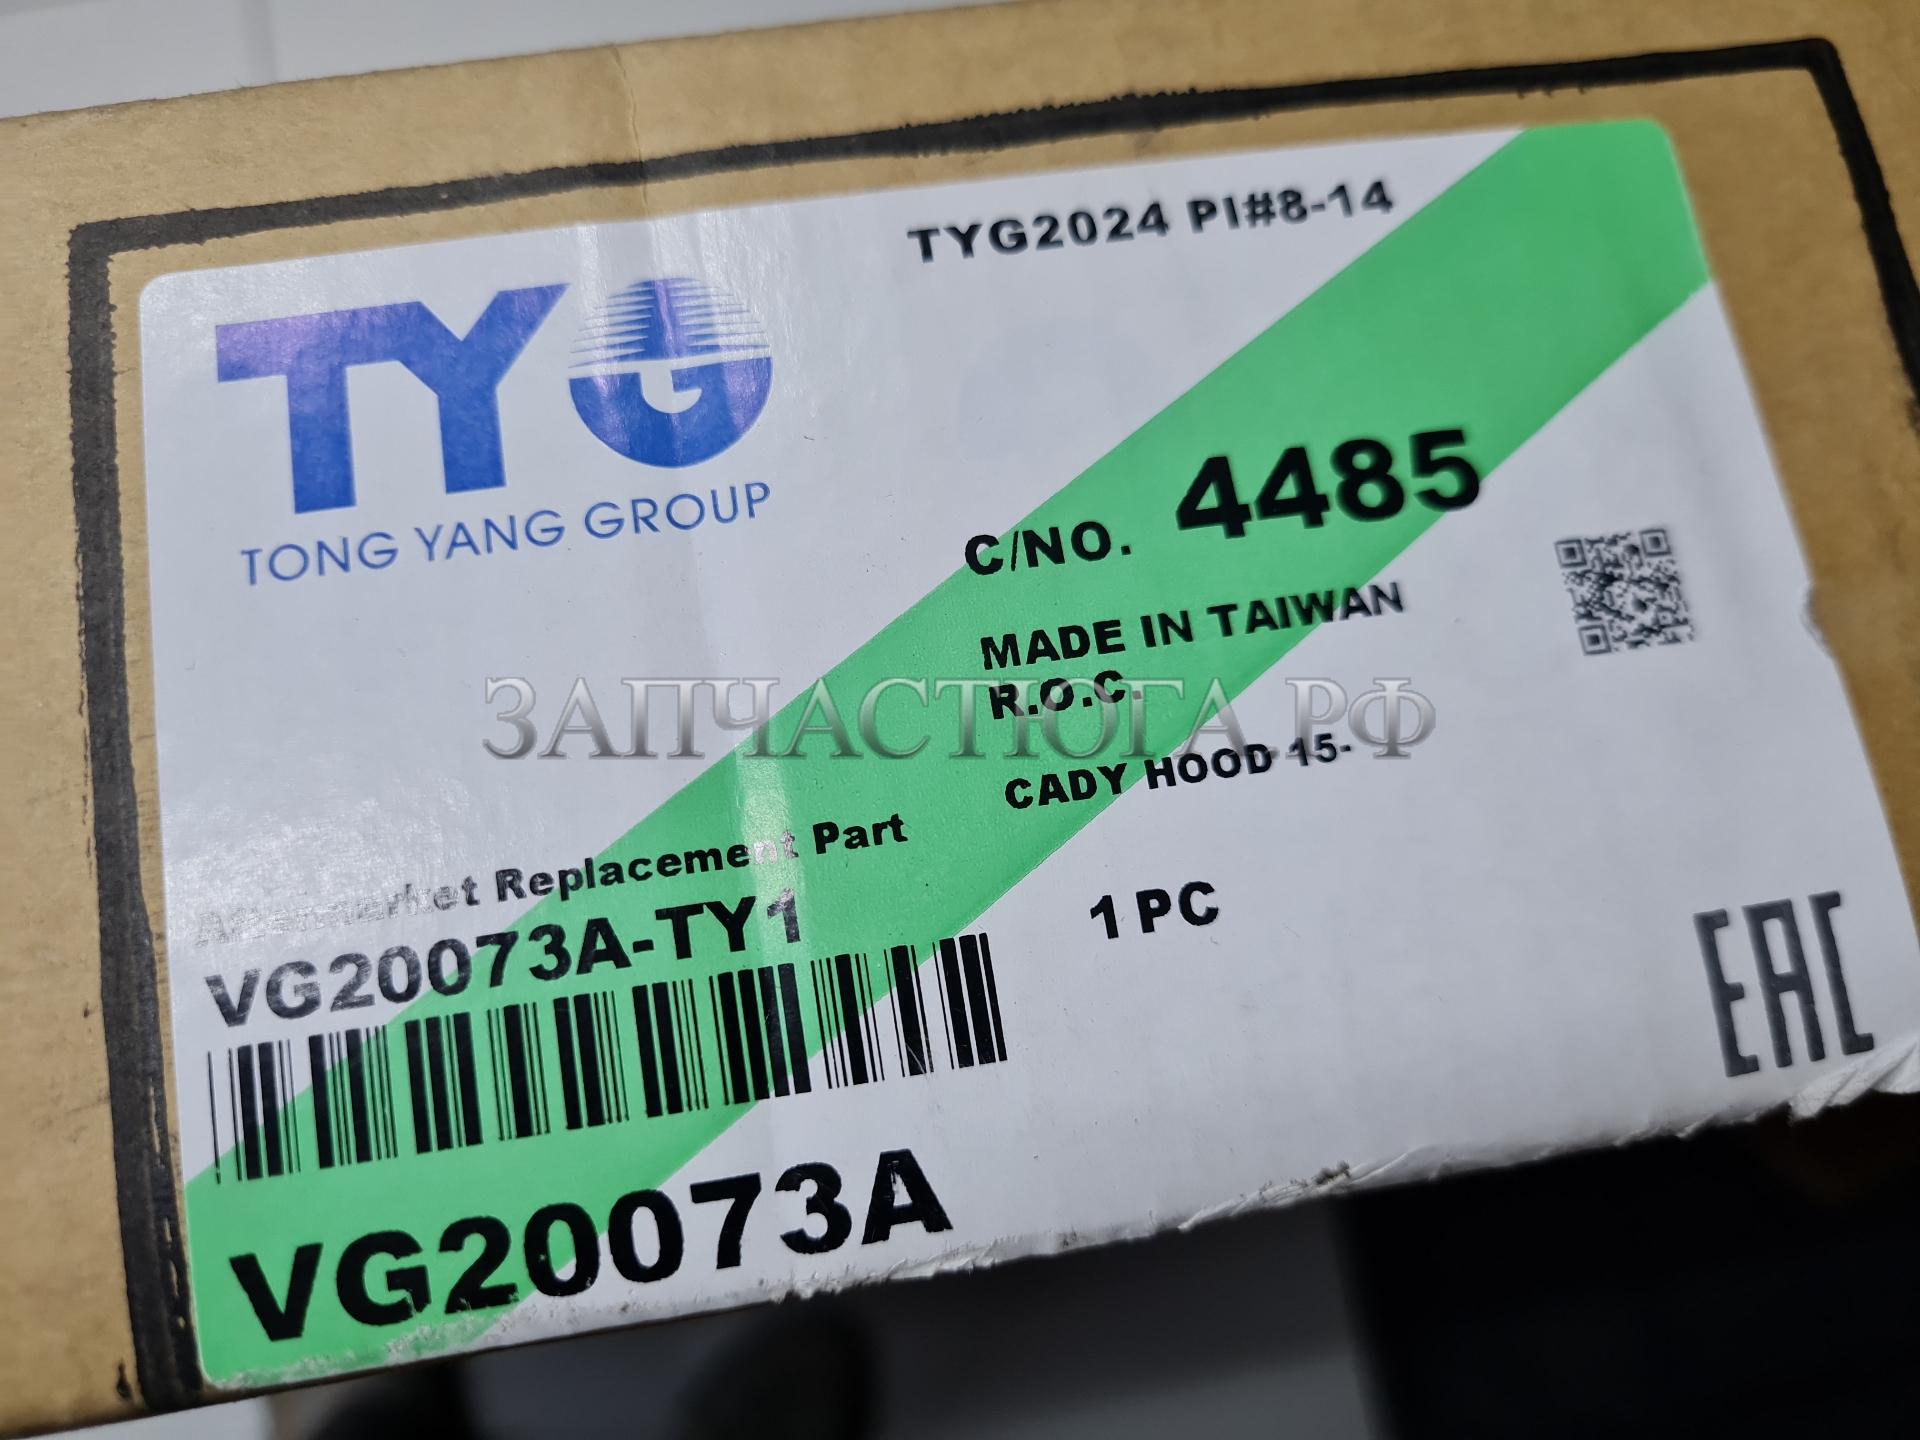 TYG2024 PI#8-14
TYG
TONG YANG GROUP
C/NO. 4485
MADE IN TAIWAN
R.O.C.
ЗАПЧАСТЮГА.РФ
CADY HOOD 15-
Aftermarket Replacement Part
VG20073A-TY1
1 PC
EAC
VG20073A